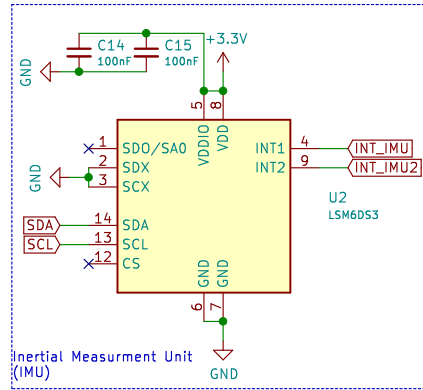 C14
100nF
C15
100nF
+3.3V
GND
5
8
VDDIO
VDD
1
SDO/SA0
2
SDX
3
SCX
GND
INT1
4
INT_IMU
INT2
9
INT_IMU2
U2
LSM6DS3
SDA
14
SDA
SCL
13
SCL
12
CS
GND
GND
6
7
GND
Inertial Measurment Unit
(IMU)